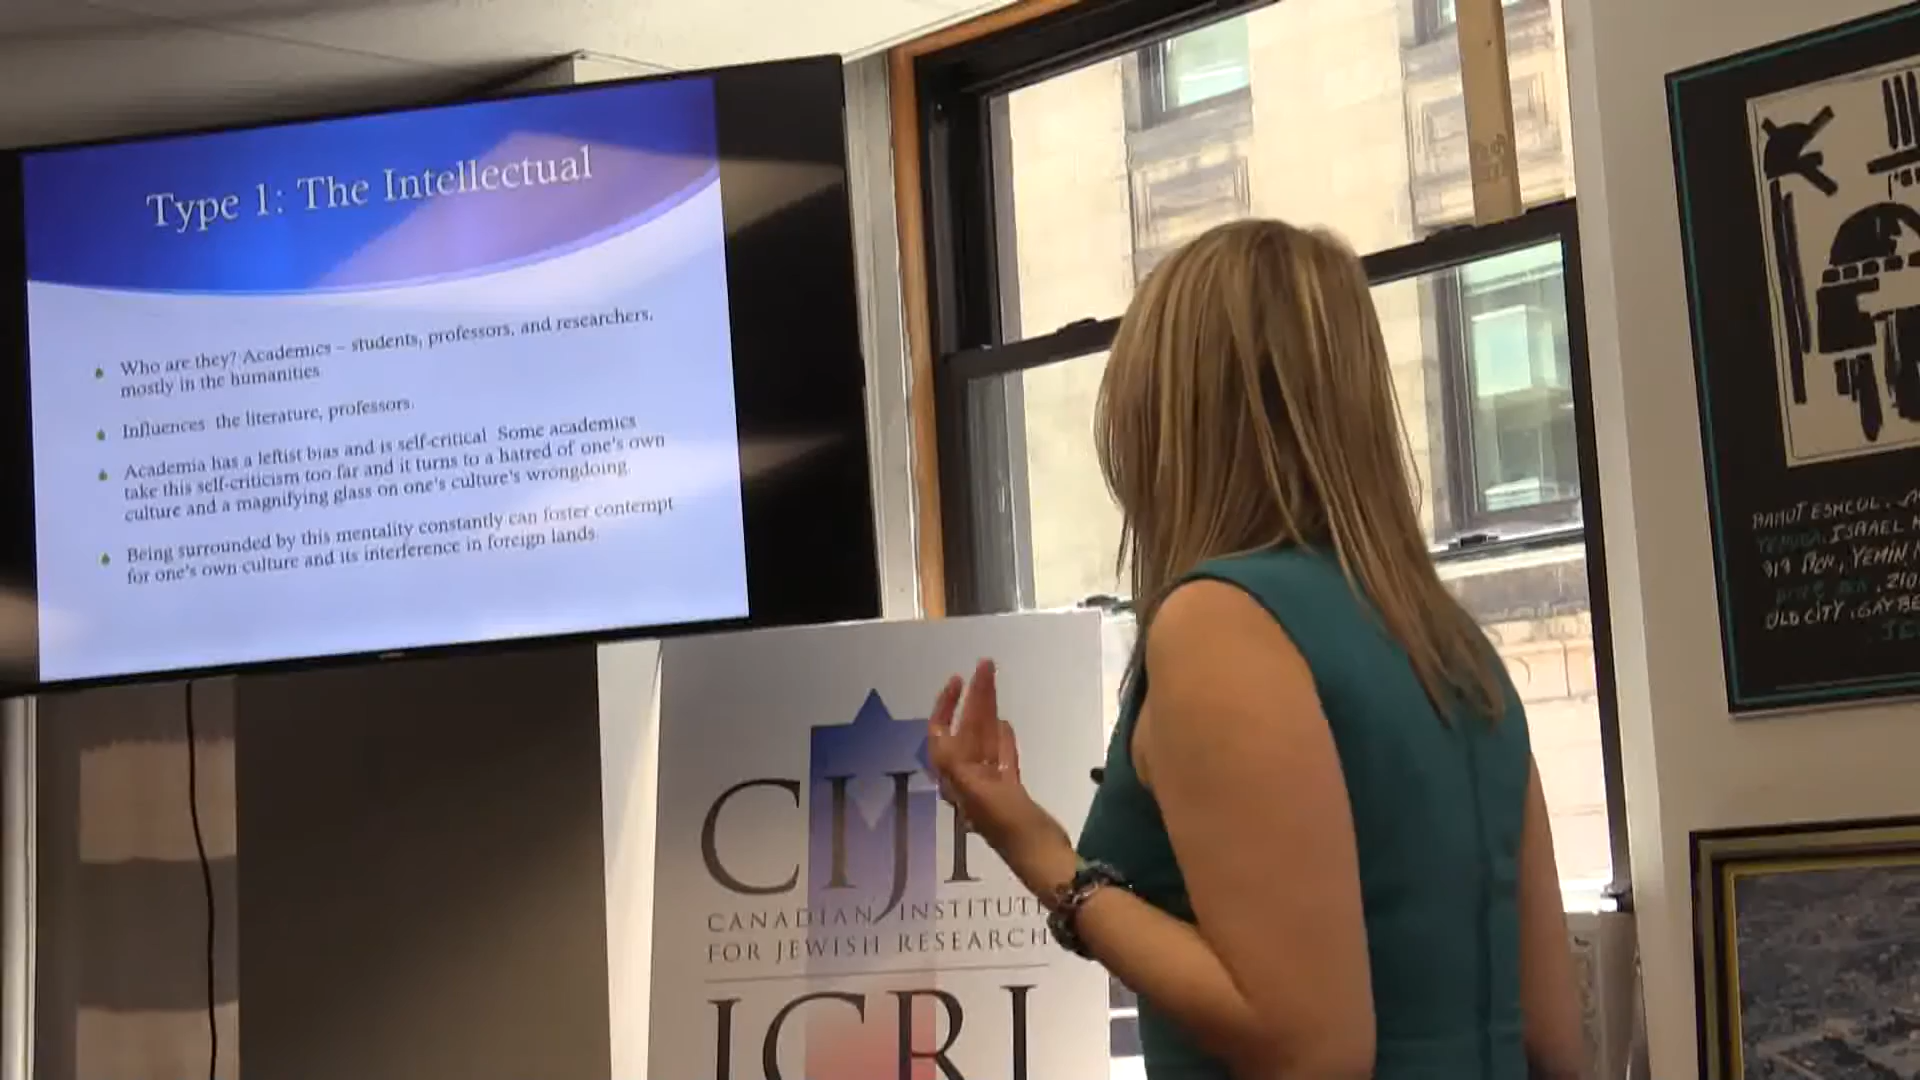 Type 1: The Intellectual
Who are they? Academics – students, professors, and researchers,
mostly in the humanities
Influences the literature, professors.
Academia has a leftist bias and is self-critical Some academics
take this self-criticism too far and it turns to a hatred of one's own
culture and a magnifying glass on one's culture's wrongdoing
Being surrounded by this mentality constantly can foster contempt
for one's own culture and its interference in foreign lands
CIJR
CANADIAN INSTITUTE
FOR JEWISH RESEARCH
ICRJ
RAMOT ESHCOL
ISRAEL
YEMIN
OLD CITY